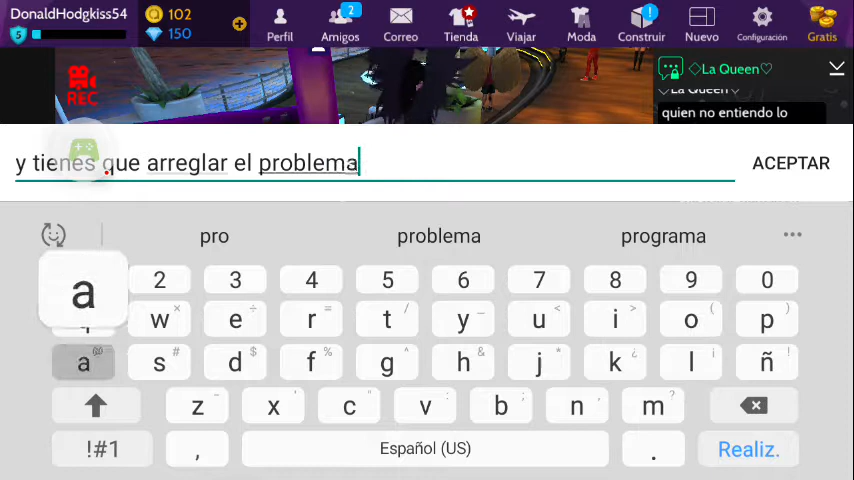 DonaldHodgkiss54
5
102
150
Perfil
2
Amigos
Correo
Tienda
Viajar
Moda
!
Construir
Nuevo
Configuración
Gratis
REC
◇La Queen♡
◇La Queen♡
quien no entiendo lo
y tienes que arreglar el problema
ACEPTAR
pro problema programa ...
2 3 4 5 6 7 8 9 0
a
w × e ÷ r = t / y _ u < i > o ( p )
a @ s # d $ f % g ^ h & j * k ¿ l ¡ ñ !
z - x ' c " v : b ; n , m ?
!#1 , Español (US) . Realiz.